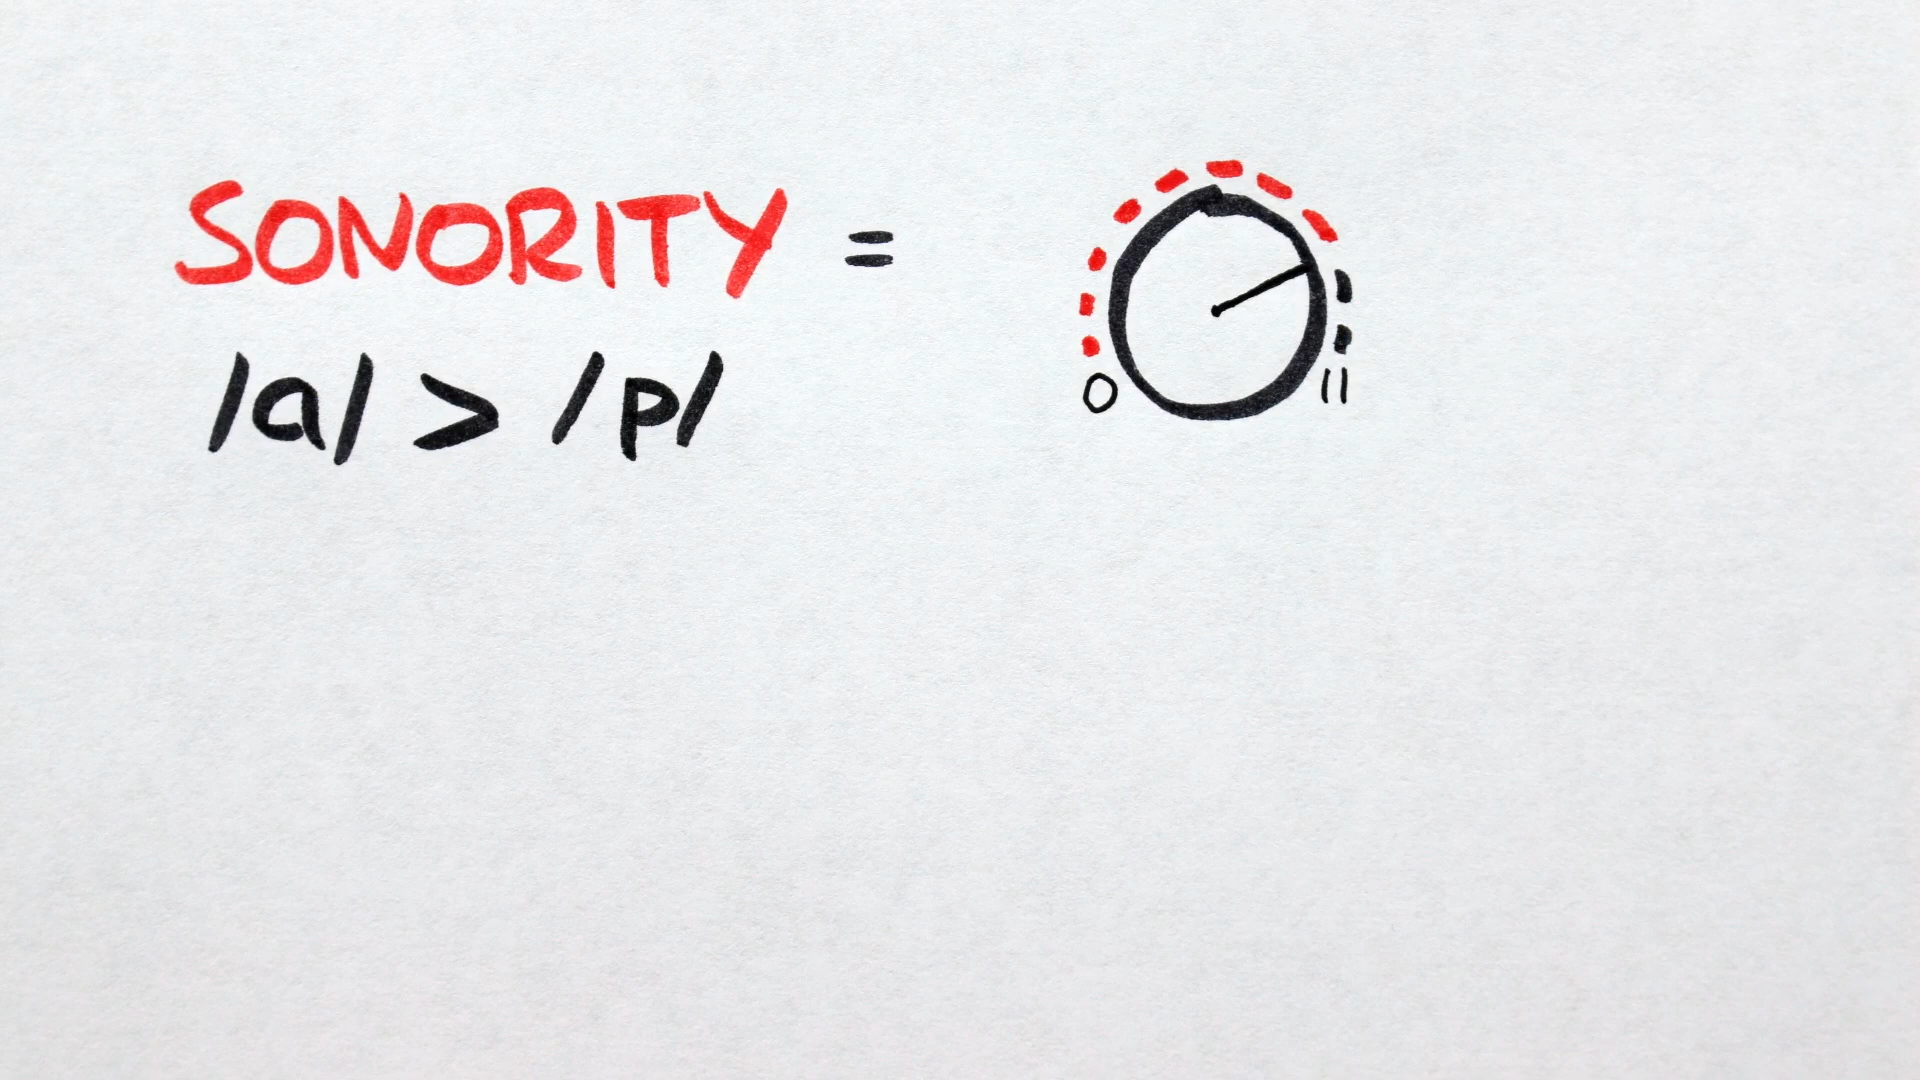 SONORITY =
/a/ > /p/
0 11